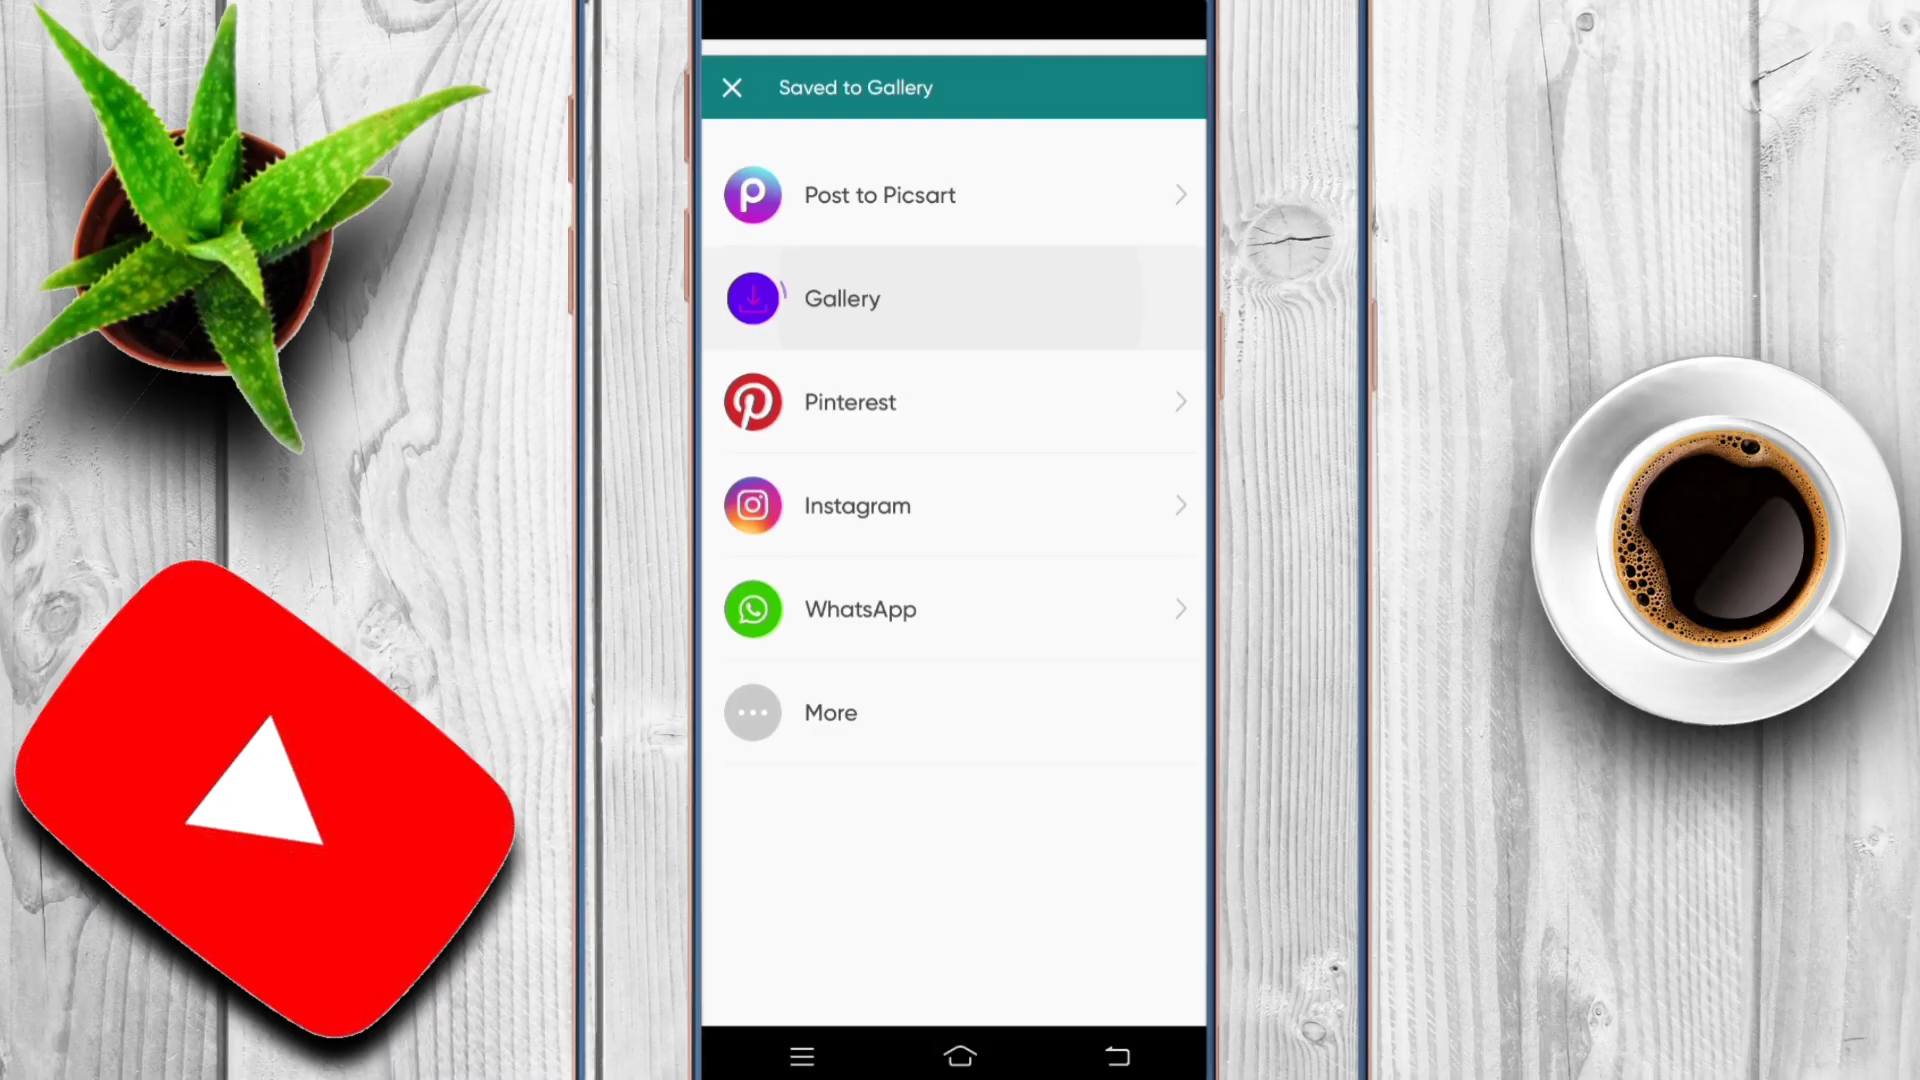 Saved to Gallery
Post to Picsart
Gallery
Pinterest
Instagram
WhatsApp
More